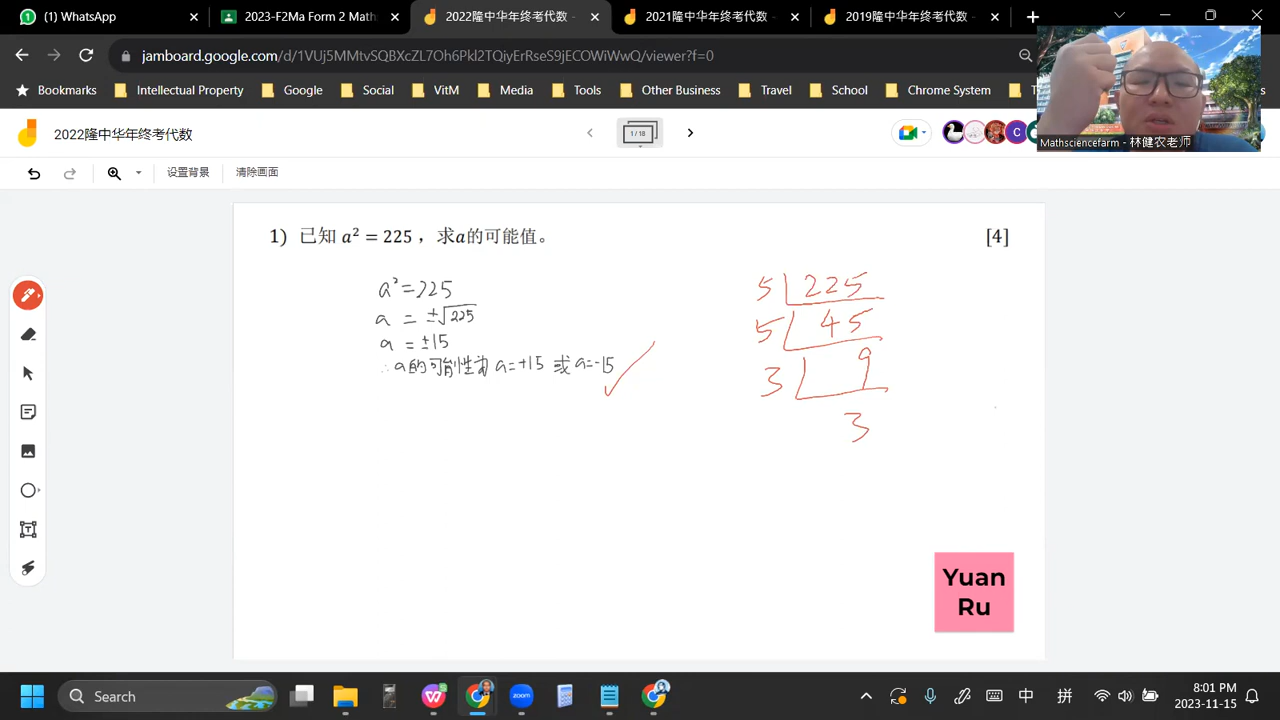 (1) WhatsApp
2023-F2Ma Form 2 Math
2022隆中华年终考代数 -
2021隆中华年终考代数 -
2019隆中华年终考代数 -
jamboard.google.com/d/1VUj5MMtvSQBXcZL7Oh6Pkl2T0jyErRseS9jECOWiWwQ/viewer?f=0
Bookmarks
Intellectual Property
Google
Social
VitM
Media
Tools
Other Business
Travel
School
Chrome System
Mathsciencefarm - 林健农老师
2022隆中华年终考代数
1/18
C
设置背景
清除画面
1) 已知 a² = 225 ，求a的可能值。
[4]
a²=225
a = ±√225
a = ±15
∴a的可能性为 a=+15 或 a=-15
5 225
5 45
3 9
3
Yuan
Ru
Search
中
拼
8:01 PM
2023-11-15